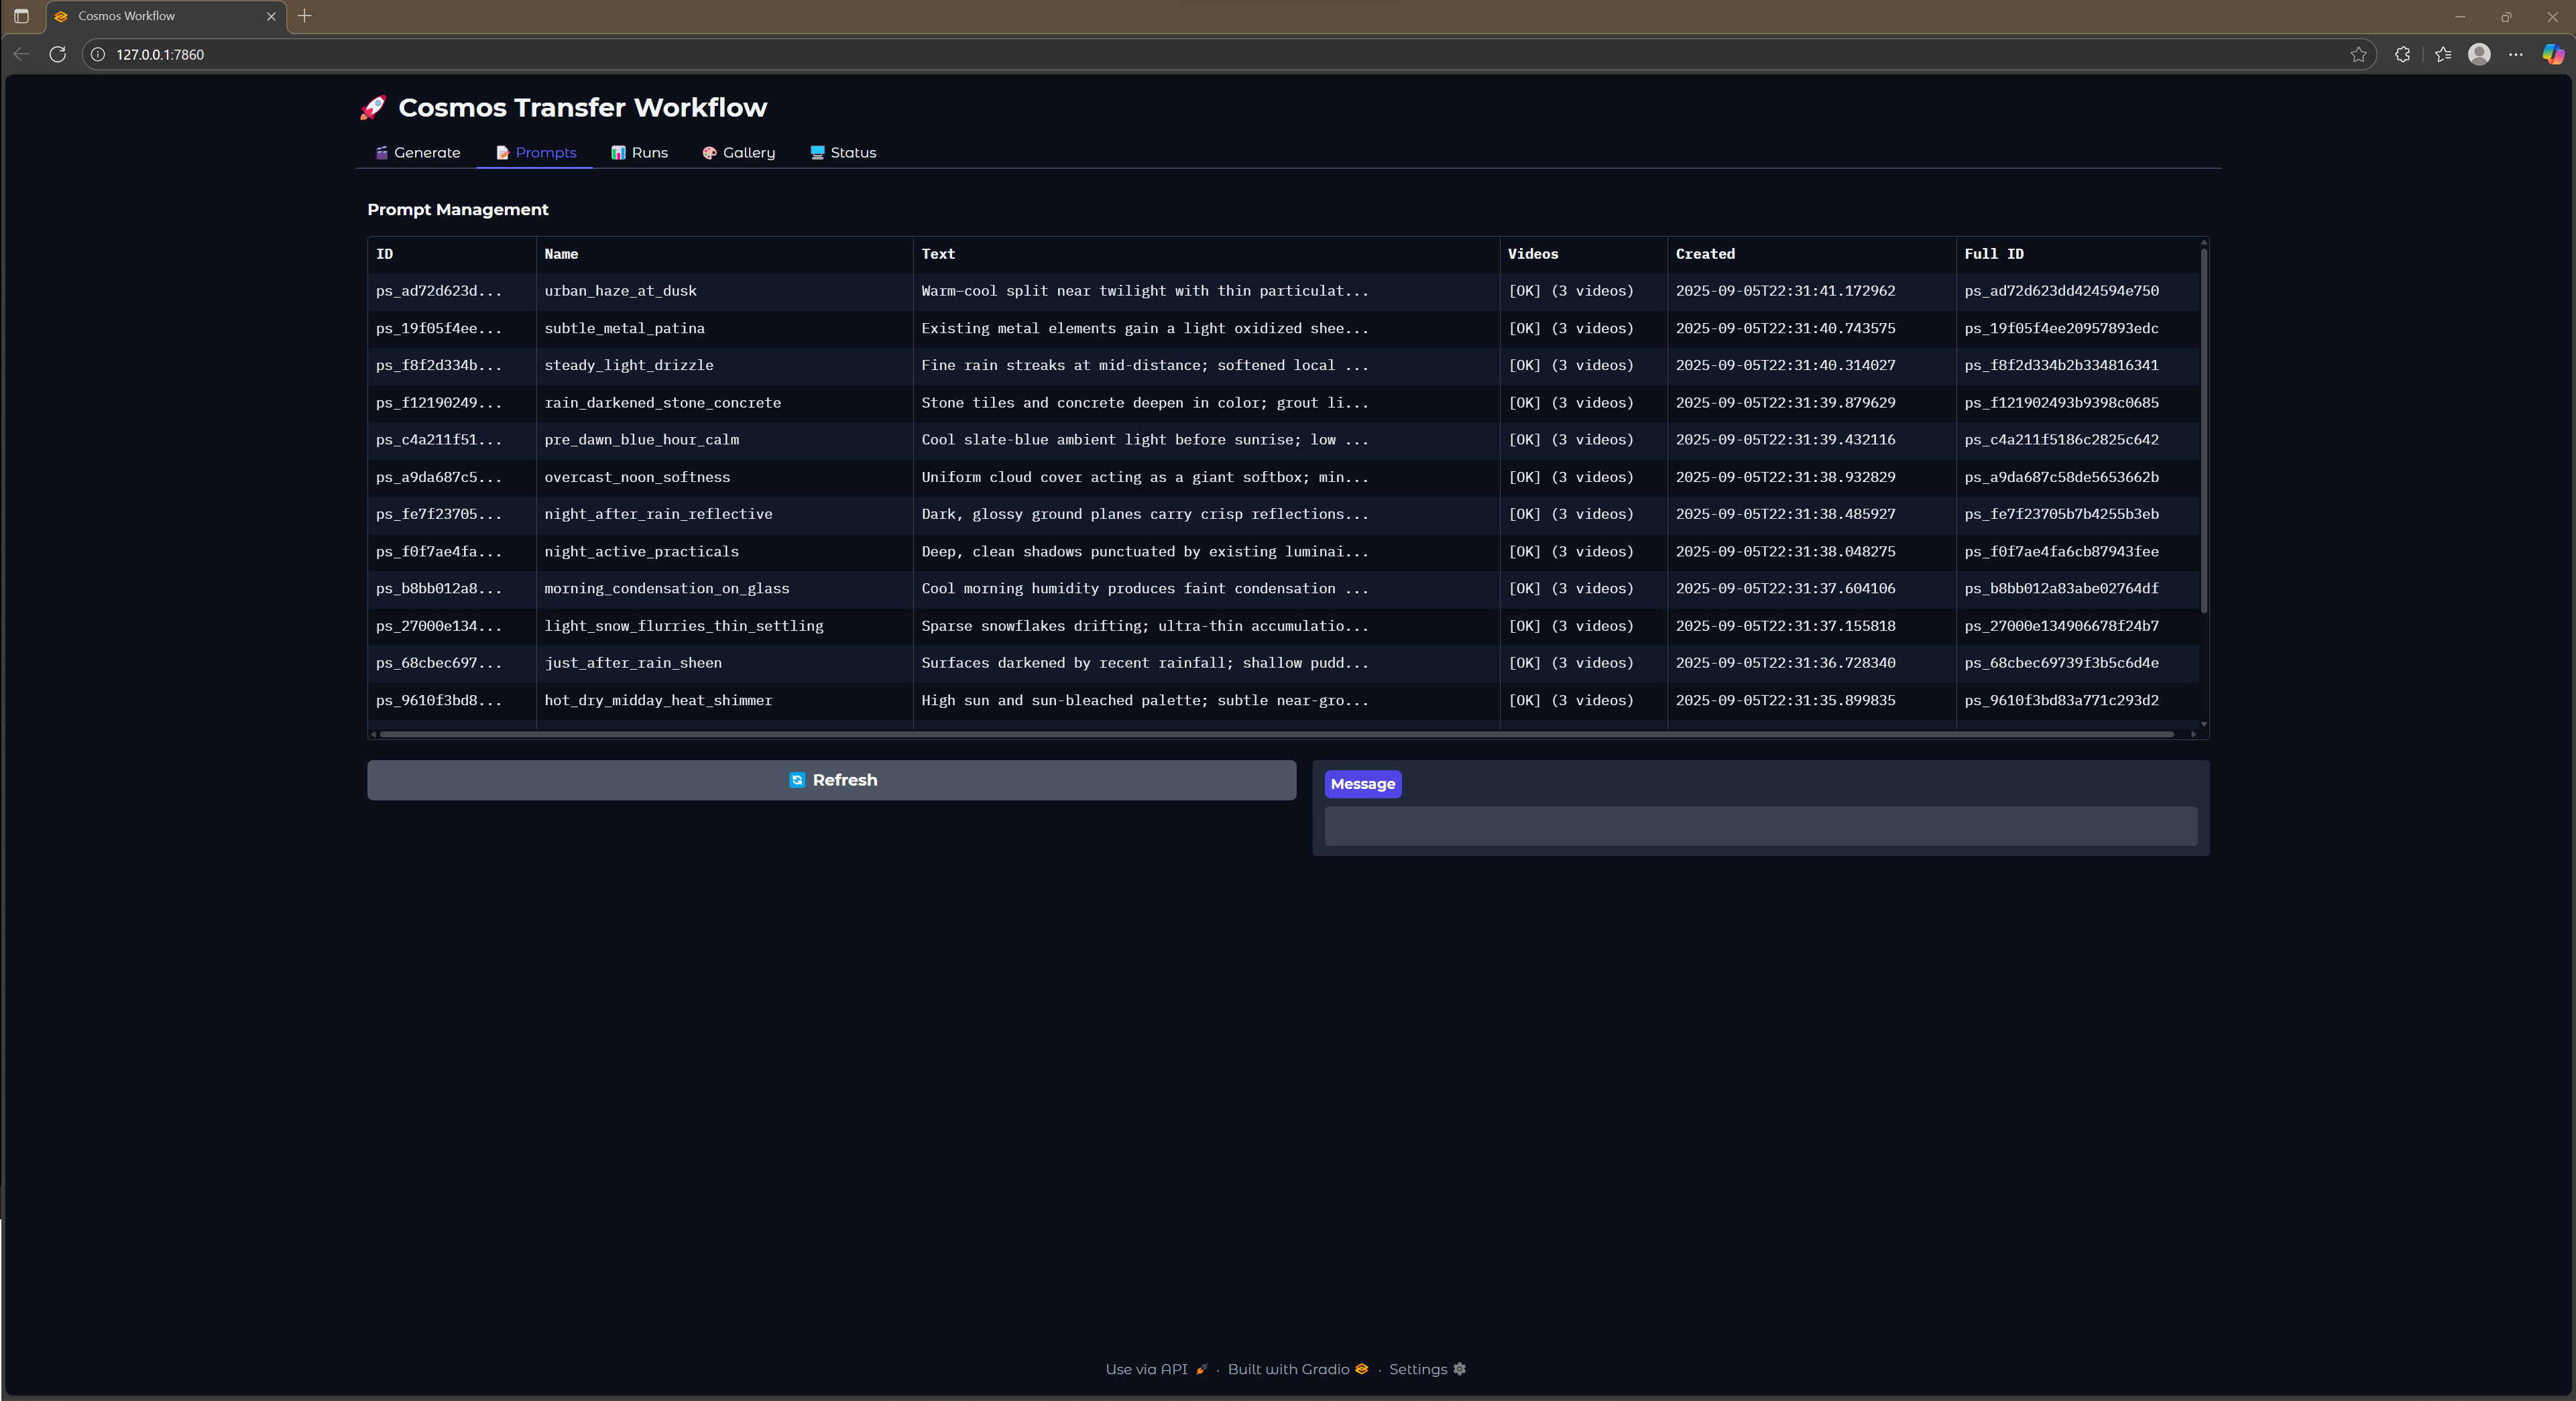 Cosmos Workflow
127.0.0.1:7860
🚀 Cosmos Transfer Workflow
🎬 Generate 📝 Prompts 📊 Runs 🎨 Gallery 🖥️ Status
Prompt Management
ID Name Text Videos Created Full ID
ps_ad72d623d... urban_haze_at_dusk Warm–cool split near twilight with thin particulat... [OK] (3 videos) 2025-09-05T22:31:41.172962 ps_ad72d623dd424594e750
ps_19f05f4ee... subtle_metal_patina Existing metal elements gain a light oxidized shee... [OK] (3 videos) 2025-09-05T22:31:40.743575 ps_19f05f4ee20957893edc
ps_f8f2d334b... steady_light_drizzle Fine rain streaks at mid-distance; softened local ... [OK] (3 videos) 2025-09-05T22:31:40.314027 ps_f8f2d334b2b334816341
ps_f12190249... rain_darkened_stone_concrete Stone tiles and concrete deepen in color; grout li... [OK] (3 videos) 2025-09-05T22:31:39.879629 ps_f121902493b9398c0685
ps_c4a211f51... pre_dawn_blue_hour_calm Cool slate-blue ambient light before sunrise; low ... [OK] (3 videos) 2025-09-05T22:31:39.432116 ps_c4a211f5186c2825c642
ps_a9da687c5... overcast_noon_softness Uniform cloud cover acting as a giant softbox; min... [OK] (3 videos) 2025-09-05T22:31:38.932829 ps_a9da687c58de5653662b
ps_fe7f23705... night_after_rain_reflective Dark, glossy ground planes carry crisp reflections... [OK] (3 videos) 2025-09-05T22:31:38.485927 ps_fe7f23705b7b4255b3eb
ps_f0f7ae4fa... night_active_practicals Deep, clean shadows punctuated by existing luminai... [OK] (3 videos) 2025-09-05T22:31:38.048275 ps_f0f7ae4fa6cb87943fee
ps_b8bb012a8... morning_condensation_on_glass Cool morning humidity produces faint condensation ... [OK] (3 videos) 2025-09-05T22:31:37.604106 ps_b8bb012a83abe02764df
ps_27000e134... light_snow_flurries_thin_settling Sparse snowflakes drifting; ultra-thin accumulatio... [OK] (3 videos) 2025-09-05T22:31:37.155818 ps_27000e134906678f24b7
ps_68cbec697... just_after_rain_sheen Surfaces darkened by recent rainfall; shallow pudd... [OK] (3 videos) 2025-09-05T22:31:36.728340 ps_68cbec69739f3b5c6d4e
ps_9610f3bd8... hot_dry_midday_heat_shimmer High sun and sun-bleached palette; subtle near-gro... [OK] (3 videos) 2025-09-05T22:31:35.899835 ps_9610f3bd83a771c293d2
🔄 Refresh
Message
Use via API 🚀 · Built with Gradio · Settings ⚙️